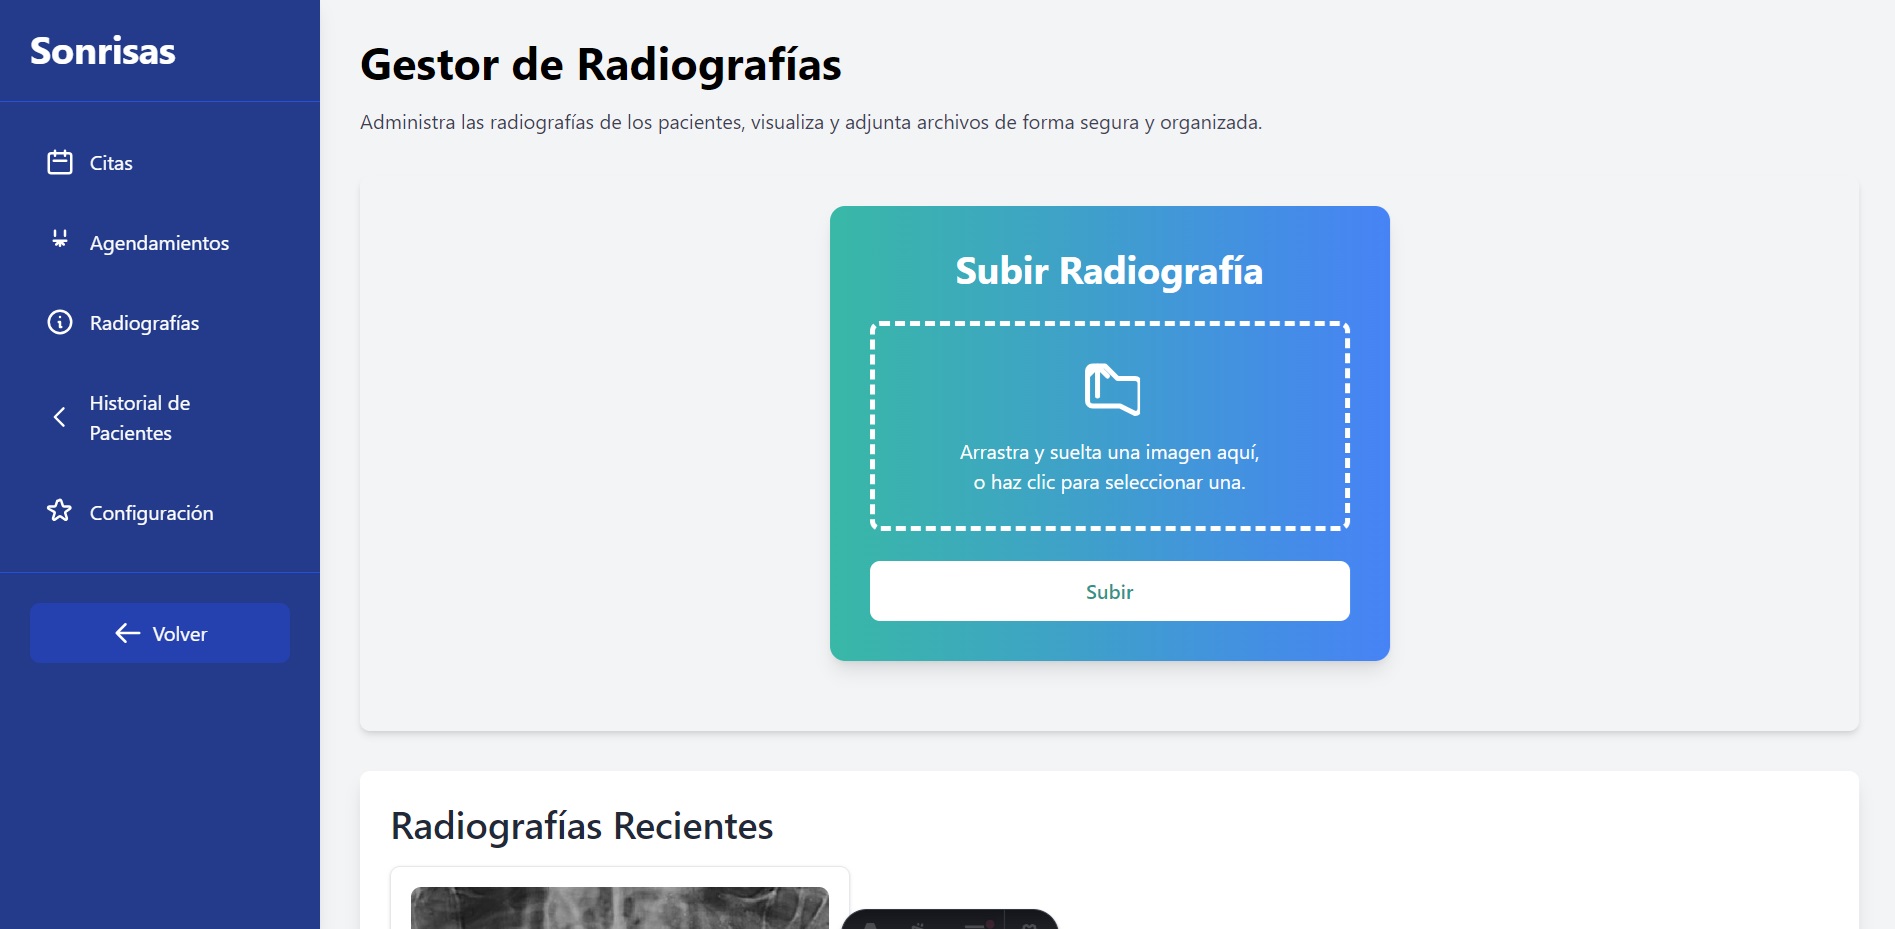 Sonrisas
Citas
Agendamientos
Radiografías
Historial de
Pacientes
Configuración
Volver
Gestor de Radiografías
Administra las radiografías de los pacientes, visualiza y adjunta archivos de forma segura y organizada.
Subir Radiografía
Arrastra y suelta una imagen aquí,
o haz clic para seleccionar una.
Subir
Radiografías Recientes